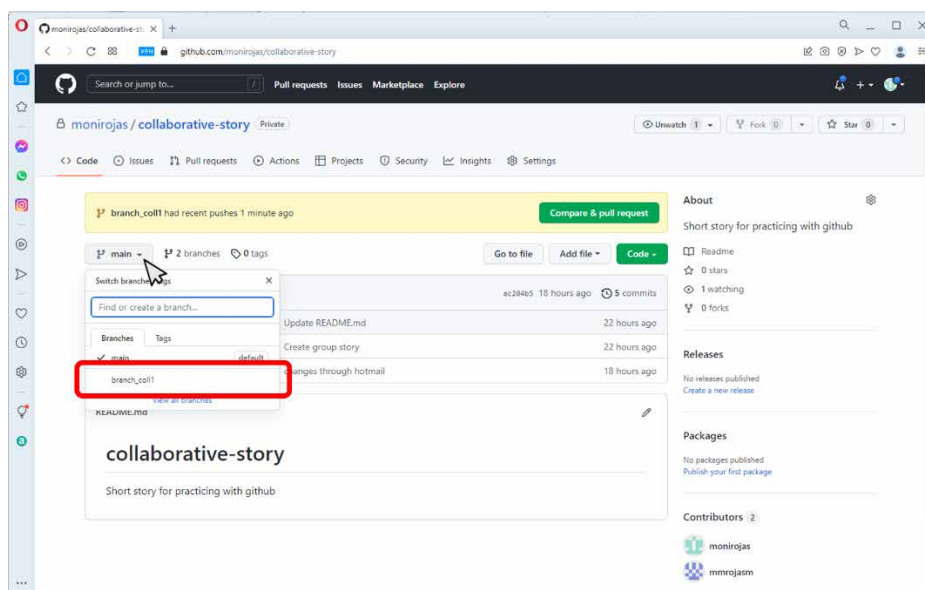 monirojas/collaborative-st:
VPN github.com/monirojas/collaborative-story
Search or jump to... / Pull requests Issues Marketplace Explore
monirojas / collaborative-story Private
Unwatch 1 Fork 0 Star 0
Code Issues Pull requests Actions Projects Security Insights Settings
branch_coll1 had recent pushes 1 minute ago Compare & pull request
main 2 branches 0 tags Go to file Add file Code
Switch branches/tags
ac284b5 18 hours ago 5 commits
Find or create a branch...
Branches Tags
main default
branch_coll1
View all branches
Update README.md 22 hours ago
Create group story 22 hours ago
changes through hotmail 18 hours ago
README.md
collaborative-story
Short story for practicing with github
About
Short story for practicing with github
Readme
0 stars
1 watching
0 forks
Releases
No releases published
Create a new release
Packages
No packages published
Publish your first package
Contributors 2
monirojas
mmrojasm